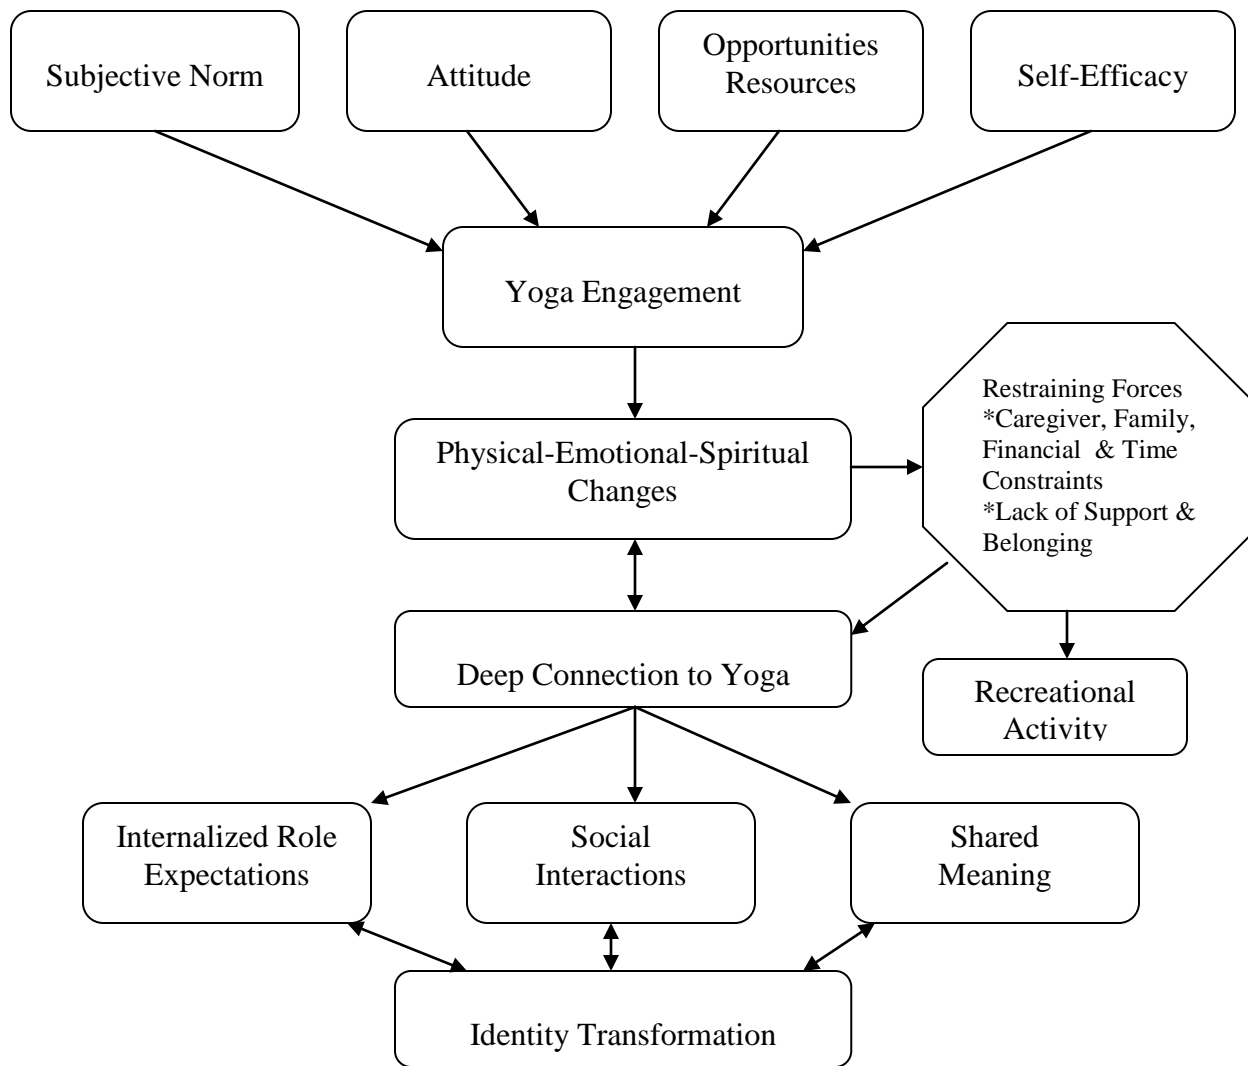 Subjective Norm
Attitude
Opportunities
Resources
Self-Efficacy
Yoga Engagement
Physical-Emotional-Spiritual
Changes
Restraining Forces
*Caregiver, Family,
Financial & Time
Constraints
*Lack of Support &
Belonging
Deep Connection to Yoga
Recreational
Activity
Internalized Role
Expectations
Social
Interactions
Shared
Meaning
Identity Transformation